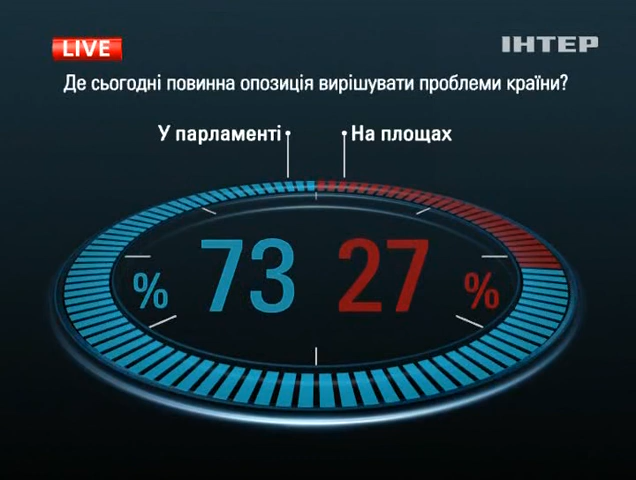 LIVE
ІНТЕР
Де сьогодні повинна опозиція вирішувати проблеми країни?
У парламенті
На площах
% 73 27 %